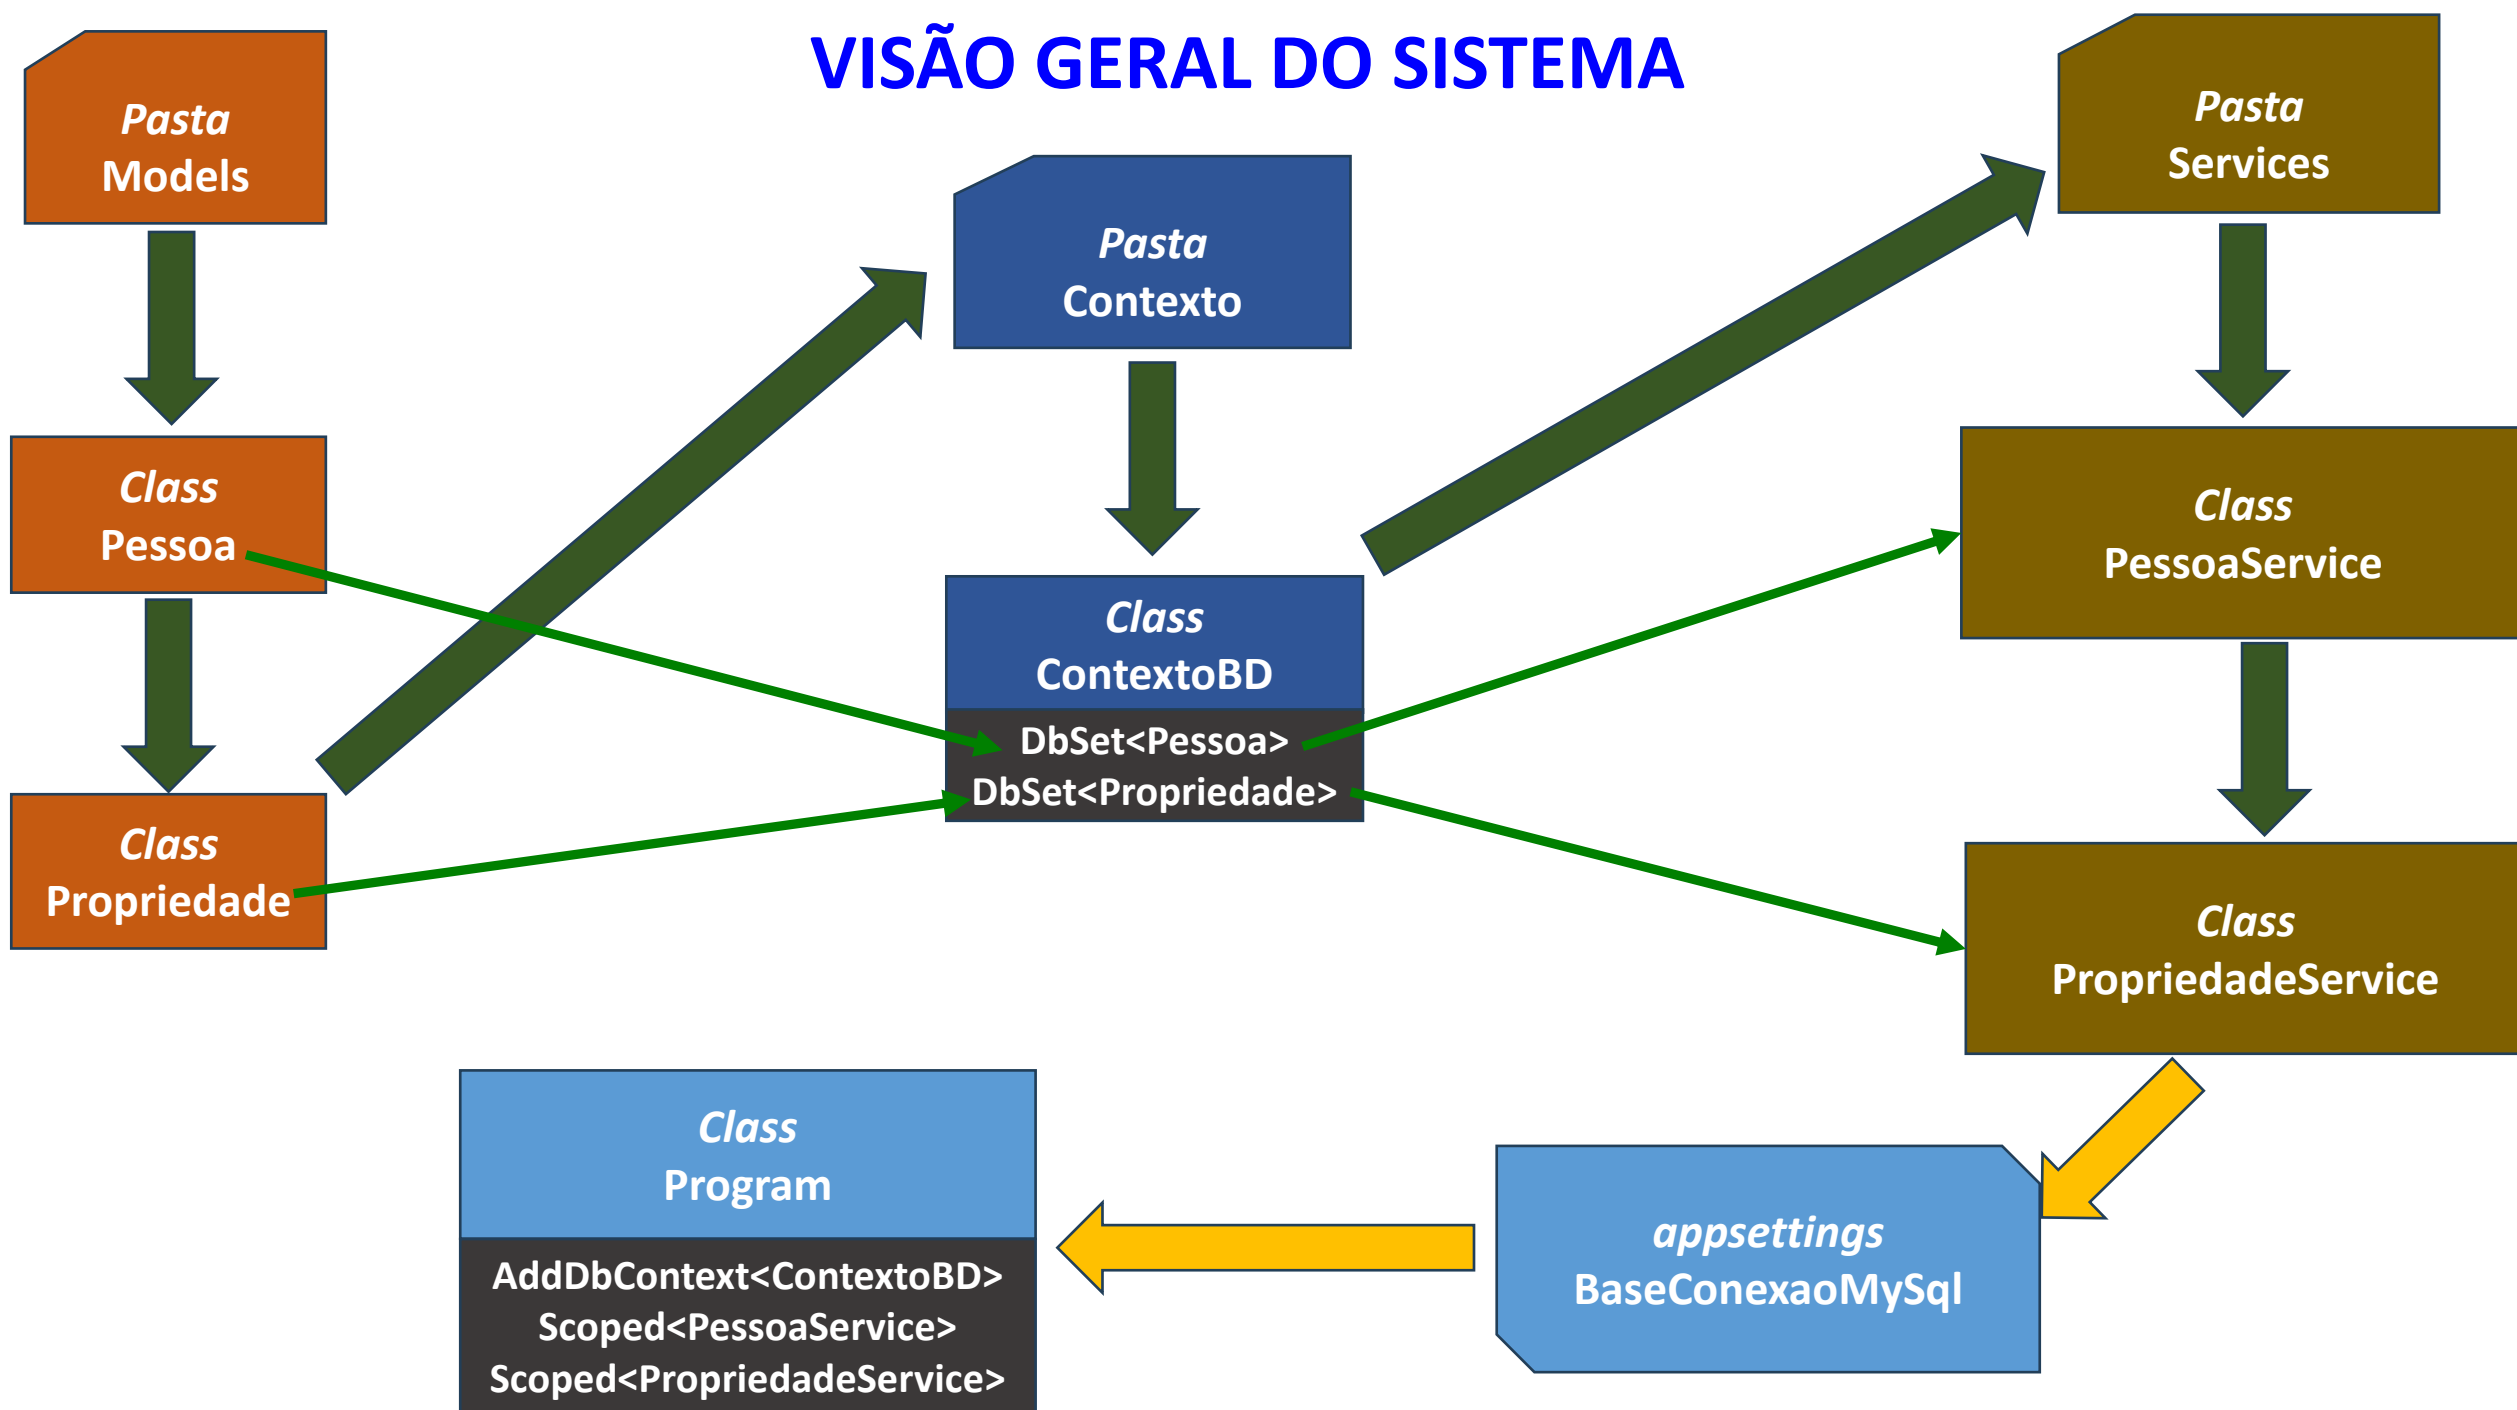 VISÃO GERAL DO SISTEMA
Pasta
Models
Class
Pessoa
Class
Propriedade
Pasta
Contexto
Class
ContextoBD
DbSet<Pessoa>
DbSet<Propriedade>
Pasta
Services
Class
PessoaService
Class
PropriedadeService
appsettings
BaseConexaoMySql
Class
Program
AddDbContext<ContextoBD>
Scoped<PessoaService>
Scoped<PropriedadeService>